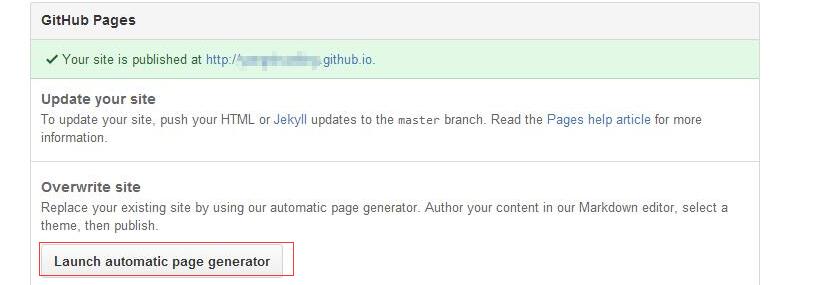 GitHub Pages
✔ Your site is published at http:// .github.io.
Update your site
To update your site, push your HTML or Jekyll updates to the master branch. Read the Pages help article for more
information.
Overwrite site
Replace your existing site by using our automatic page generator. Author your content in our Markdown editor, select a
theme, then publish.
Launch automatic page generator